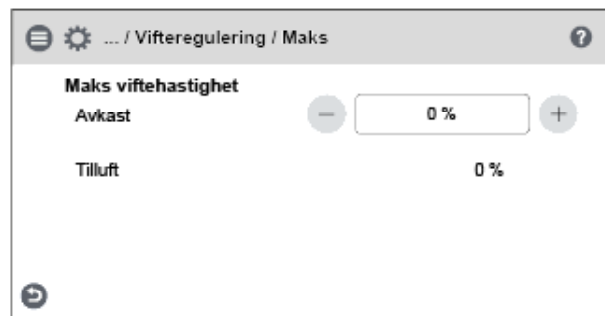 ... / Vifteregulering / Maks ?
Maks viftehastighet
Avkast − 0 % +
Tilluft 0 %